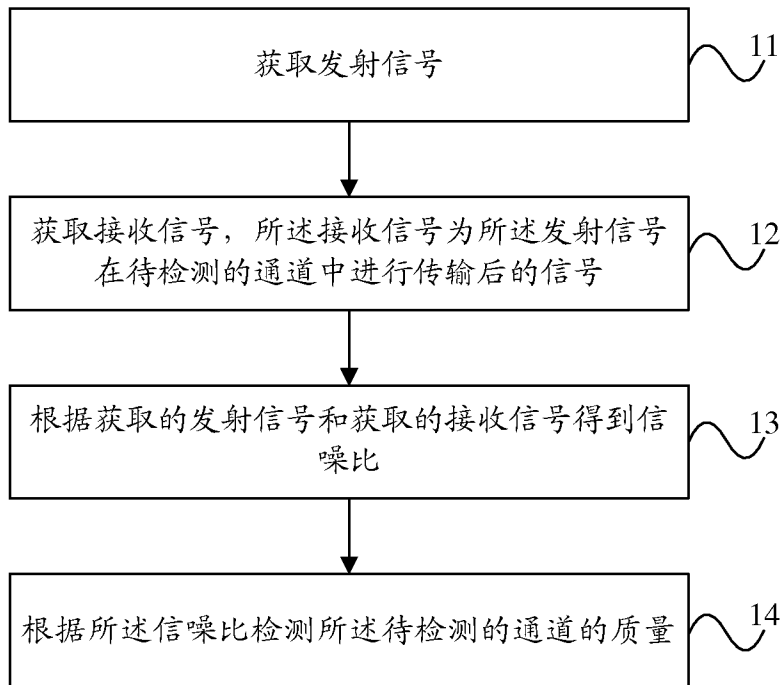 获取发射信号
11
获取接收信号，所述接收信号为所述发射信号
在待检测的通道中进行传输后的信号
12
根据获取的发射信号和获取的接收信号得到信
噪比
13
根据所述信噪比检测所述待检测的通道的质量
14